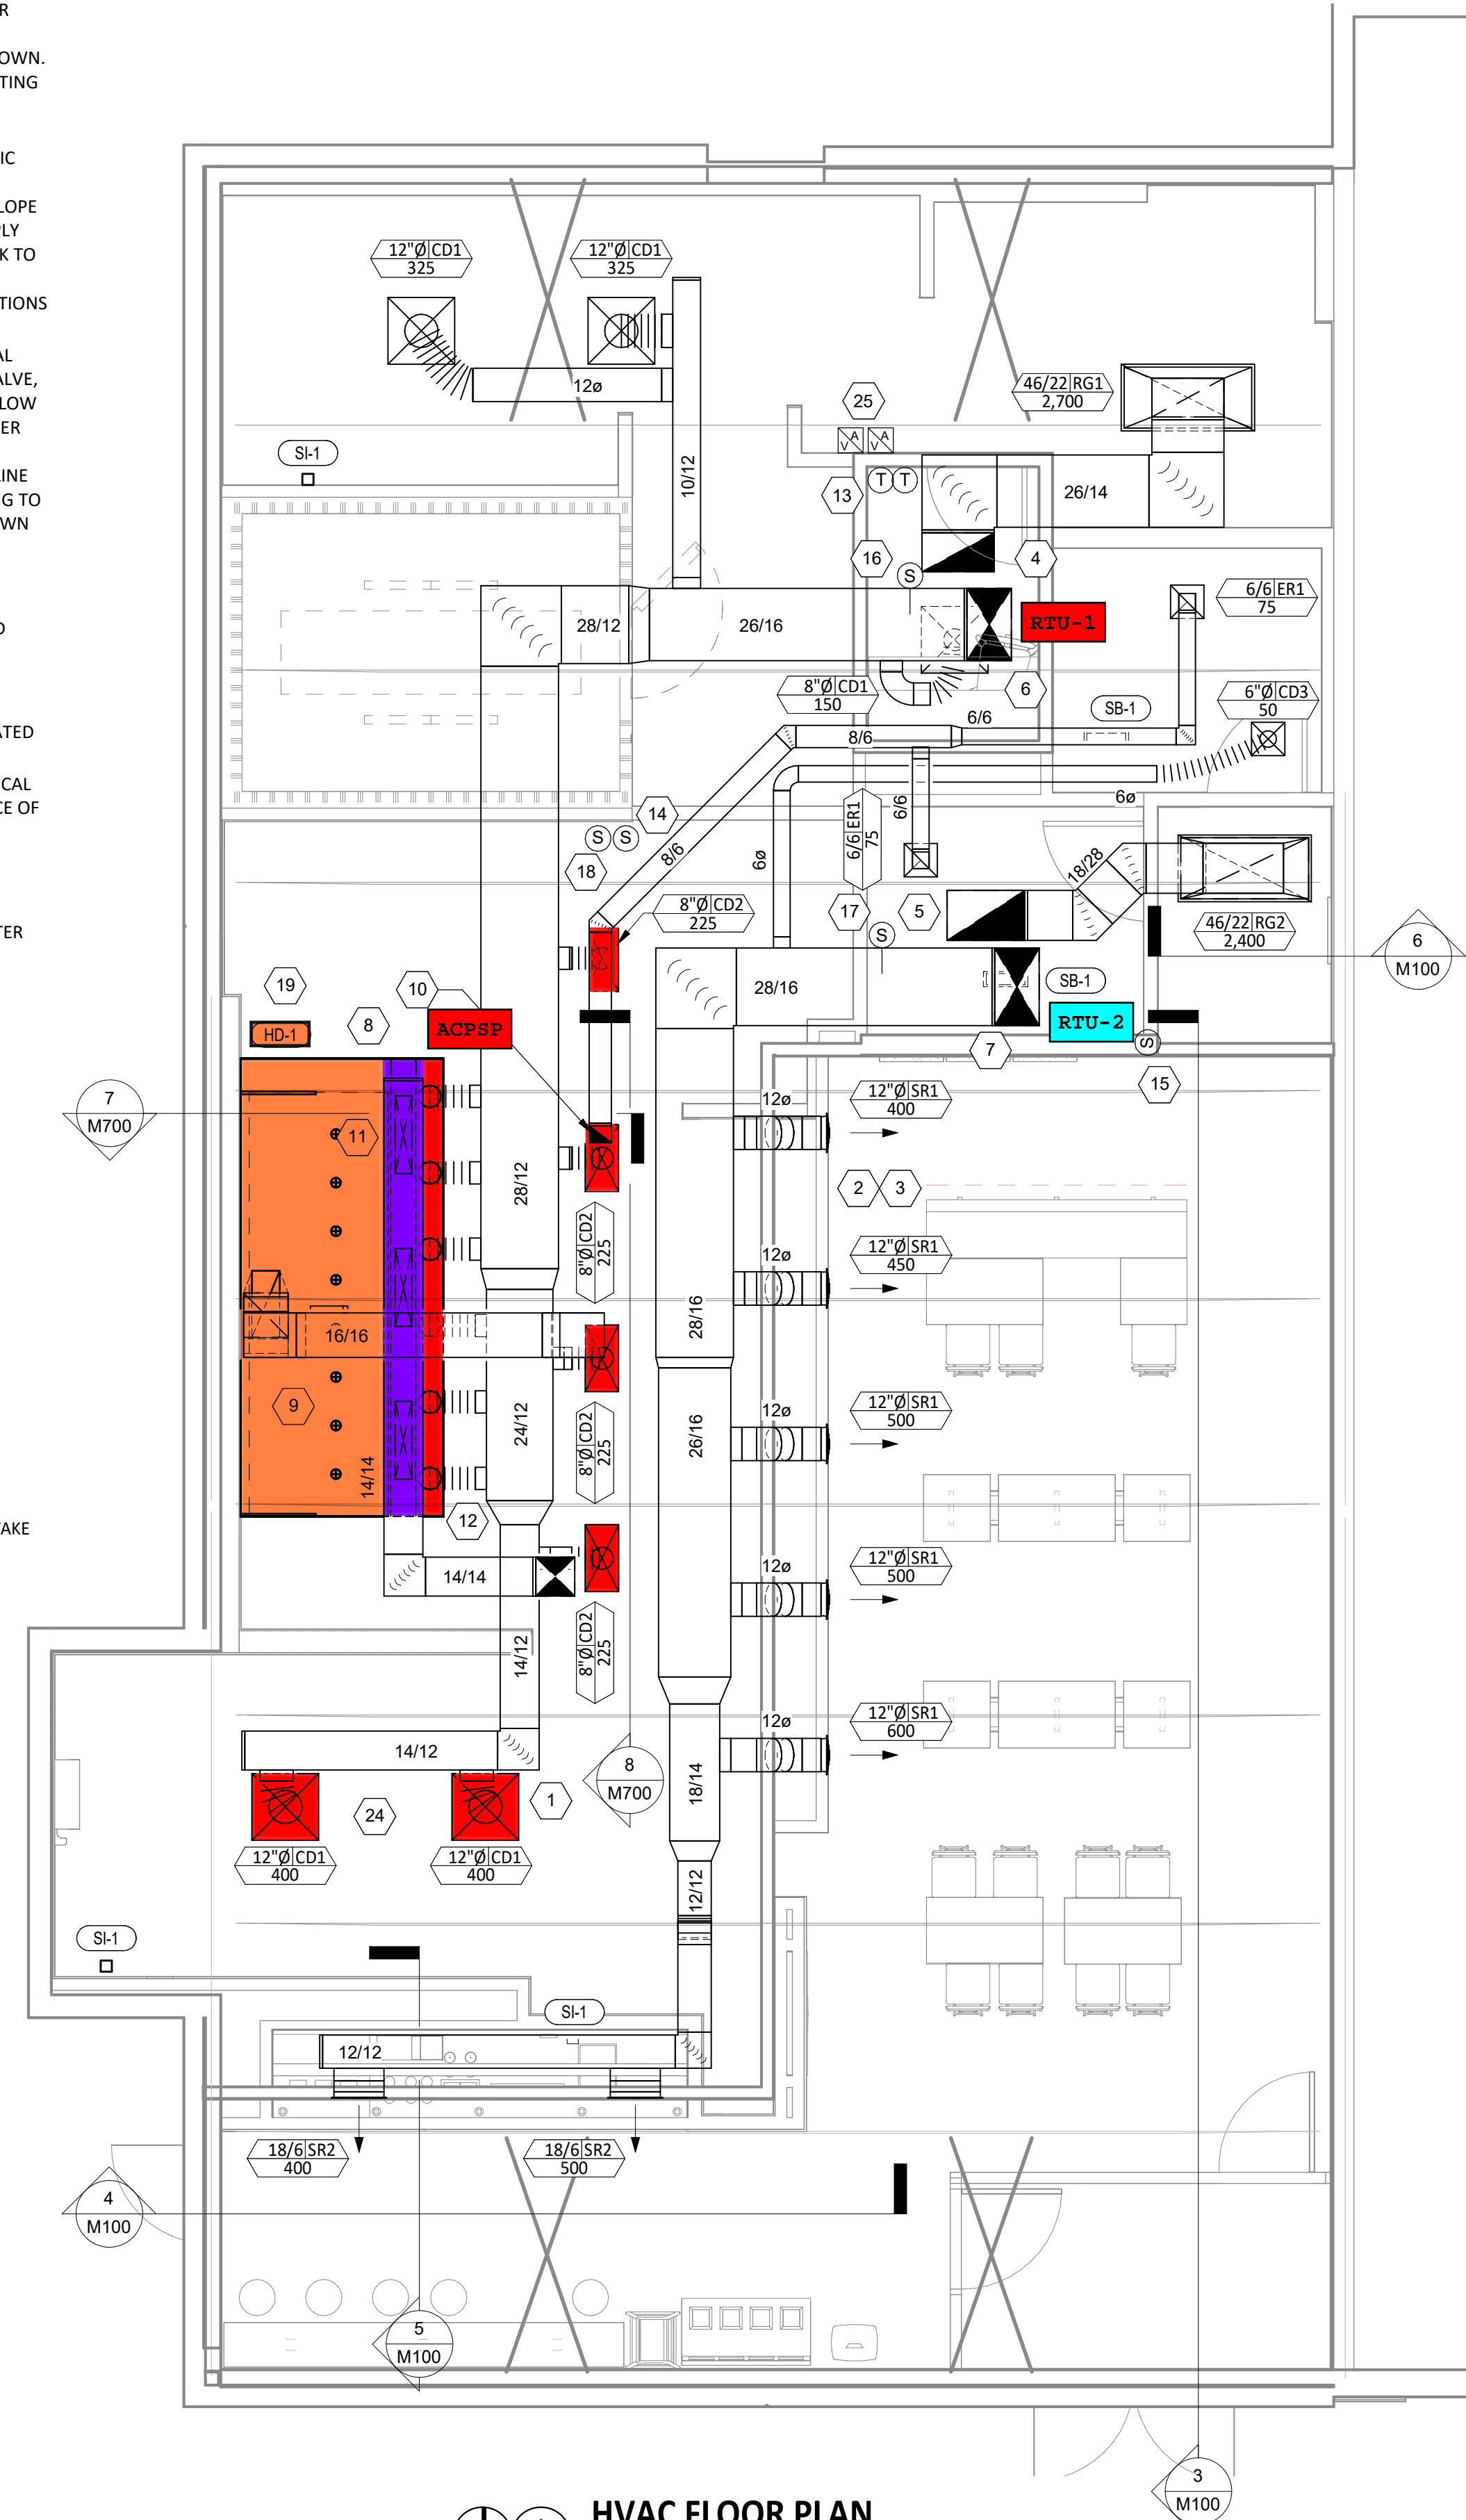 R
OWN.
TING
IC
LOPE
PLY
K TO
TIONS
AL
ALVE,
LOW
ER
INE
NG TO
WN
D
ATED
ICAL
CE OF
TER
TAKE
12"Ø CD1
325
12"Ø CD1
325
12ø
46/22 RG1
2,700
25
A
V
A
V
SI-1
10/12
13
T
T
26/14
16
4
S
6/6 ER1
75
28/12
26/16
RTU-1
8"Ø CD1
150
6
6"Ø CD3
50
SB-1
6/6
8/6
6ø
14
S
S
8/6
6ø
6/6 ER1
75
6/6
18
18/28
8"Ø CD2
225
17
5
S
46/22 RG2
2,400
6
M100
19
10
28/16
SB-1
HD-1
8
ACPSP
RTU-2
S
7
15
7
M700
12ø
12"Ø SR1
400
11
28/12
2
3
8"Ø CD2
225
12ø
12"Ø SR1
450
16/16
28/16
9
24/12
8"Ø CD2
225
26/16
12ø
12"Ø SR1
500
14/14
12
14/14
12ø
12"Ø SR1
500
14/12
8"Ø CD2
225
12ø
12"Ø SR1
600
14/12
8
M700
18/14
24
1
12"Ø CD1
400
12"Ø CD1
400
12/12
SI-1
SI-1
12/12
18/6 SR2
400
18/6 SR2
500
4
M100
5
M100
3
M100
HVAC FLOOR PLAN